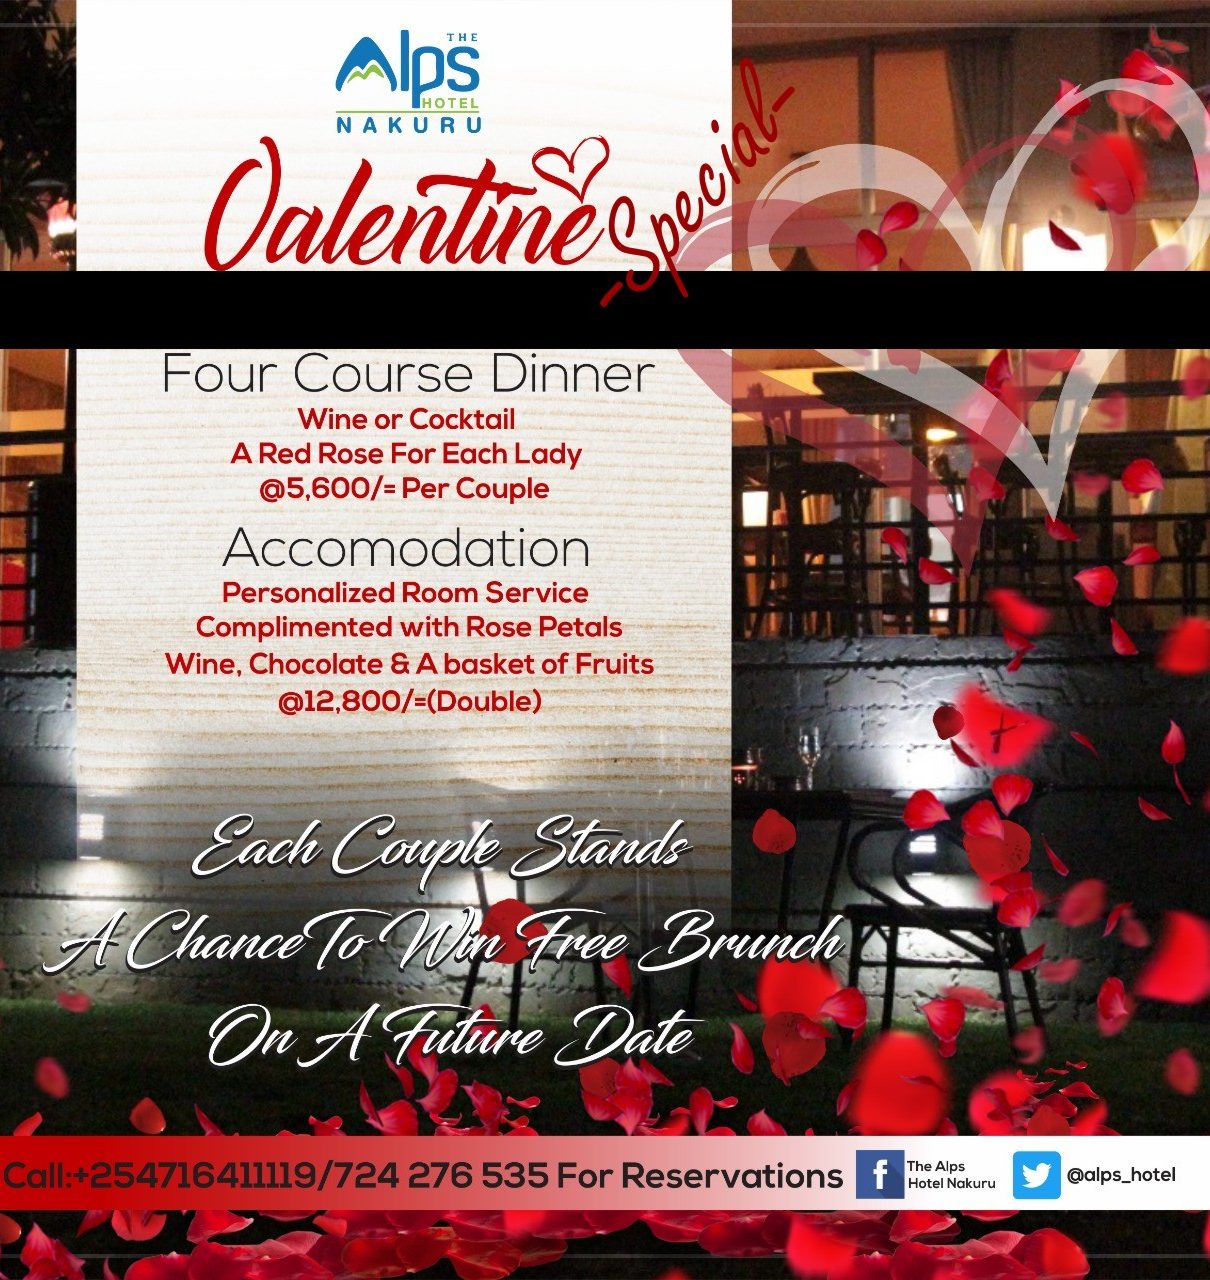 THE
Alps
HOTEL
NAKURU
Valentine
-Special-
Four Course Dinner
Wine or Cocktail
A Red Rose For Each Lady
@5,600/= Per Couple
Accomodation
Personalized Room Service
Complimented with Rose Petals
Wine, Chocolate & A basket of Fruits
@12,800/=(Double)
Each Couple Stands
A Chance To Win Free Brunch
On A Future Date
Call:+254716411119/724 276 535 For Reservations
The Alps
Hotel Nakuru
@alps_hotel